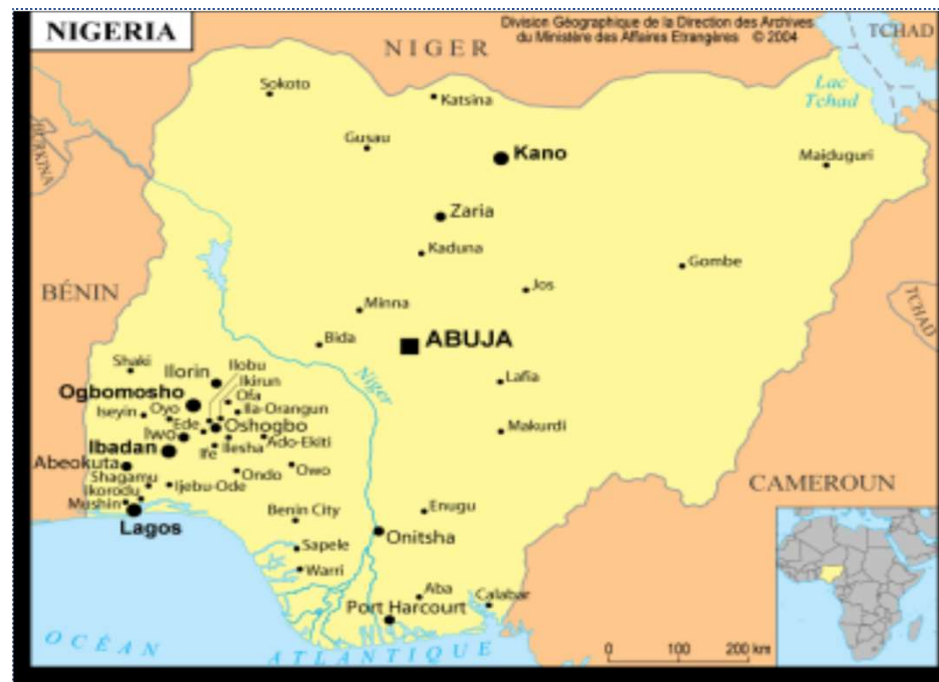 NIGERIA
Division Géographique de la Direction des Archives
du Ministère des Affaires Etrangères © 2004
NIGER
TCHAD
Lac
Tchad
BURKINA
Sokoto
Katsina
Gusau
Kano
Maiduguri
Zaria
Kaduna
Gombe
Jos
BÉNIN
TCHAD
Minna
Bida
ABUJA
Shaki
Ilorin
Ilobu
Ikirun
Niger
Lafia
Ogbomosho
Ofa
Iseyin
Oyo
Ila-Orangun
Ede
Oshogbo
Makurdi
Iwo
Ibadan
Ife
Ilesha
Ado-Ekiti
Abeokuta
Shagamu
Ijebu-Ode
Ondo
Owo
CAMEROUN
Ikorodu
Mushin
Lagos
Benin City
Enugu
Onitsha
Sapele
Warri
Aba
Calabar
Port Harcourt
OCÉAN
ATLANTIQUE
0 100 200 km